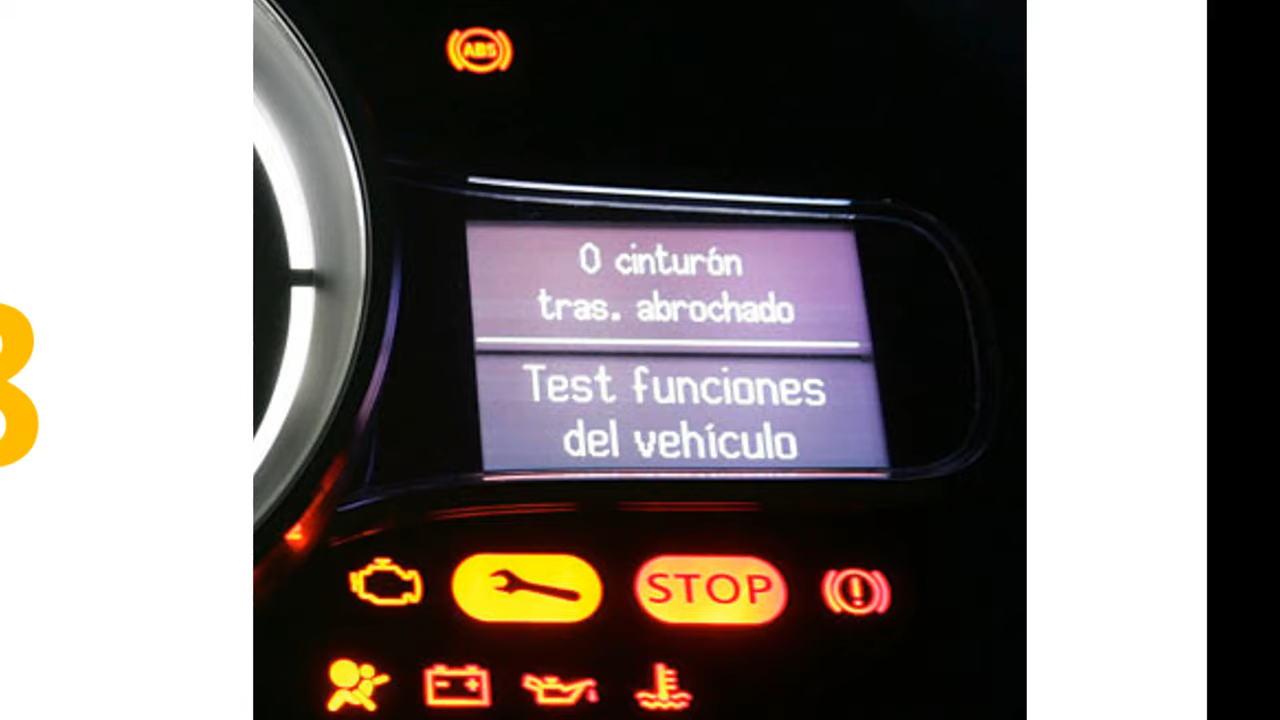 ABS
0 cinturón
tras. abrochado
Test funciones
del vehículo
STOP